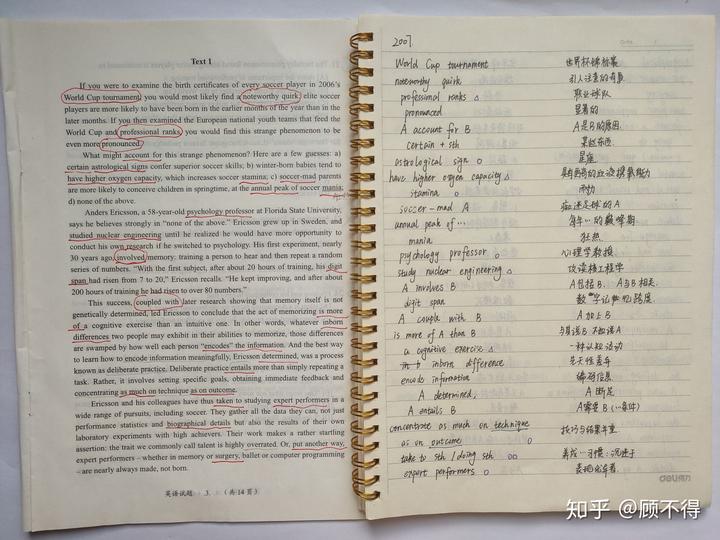 Text 1
If you were to examine the birth certificates of every soccer player in 2006's
World Cup tournament, you would most likely find a noteworthy quirk: elite soccer
players are more likely to have been born in the earlier months of the year than in the
later months. If you then examined the European national youth teams that feed the
World Cup and professional ranks, you would find this strange phenomenon to be
even more pronounced.
What might account for this strange phenomenon? Here are a few guesses: a)
certain astrological signs confer superior soccer skills; b) winter-born babies tend to
have higher oxygen capacity, which increases soccer stamina; c) soccer-mad parents
are more likely to conceive children in springtime, at the annual peak of soccer mania;
d) none of the above.
Anders Ericsson, a 58-year-old psychology professor at Florida State University,
says he believes strongly in "none of the above." Ericsson grew up in Sweden, and
studied nuclear engineering until he realized he would have more opportunity to
conduct his own research if he switched to psychology. His first experiment, nearly
30 years ago, involved memory: training a person to hear and then repeat a random
series of numbers. "With the first subject, after about 20 hours of training, his digit
span had risen from 7 to 20," Ericsson recalls. "He kept improving, and after about
200 hours of training he had risen to over 80 numbers."
This success, coupled with later research showing that memory itself is not
genetically determined, led Ericsson to conclude that the act of memorizing is more
of a cognitive exercise than an intuitive one. In other words, whatever inborn
differences two people may exhibit in their abilities to memorize, those differences
are swamped by how well each person "encodes" the information. And the best way
to learn how to encode information meaningfully, Ericsson determined, was a process
known as deliberate practice. Deliberate practice entails more than simply repeating a
task. Rather, it involves setting specific goals, obtaining immediate feedback and
concentrating as much on technique as on outcome.
Ericsson and his colleagues have thus taken to studying expert performers in a
wide range of pursuits, including soccer. They gather all the data they can, not just
performance statistics and biographical details but also the results of their own
laboratory experiments with high achievers. Their work makes a rather startling
assertion: the trait we commonly call talent is highly overrated. Or, put another way,
expert performers – whether in memory or surgery, ballet or computer programming
– are nearly always made, not born.
英语试题 3. (共14页)
2007.
World Cup tournament 世界杯锦标赛
noteworthy quirk 引人注意的有趣
professional ranks 职业球队
pronounced 显著的
A account for B A是B的原因
certain + sth 某些东西
astrological sign 星座
have higher oxygen capacity
stamina 耐力
soccer-mad A 痴迷足球的A
annual peak of… 每年…的巅峰期
mania 狂热
psychology professor 心理学教授
study nuclear engineering 攻读核工程学
A involves B A包括B. A与B相关
digit span 数字记忆的跨度
A couple with B A加上B
is more of A than B 与其说B不如说A
a cognitive exercise 一种认知活动
inborn difference 先天性差异
encode information 编码信息
A determined, A断定
A entails B A需要B
concentrate as much on technique 技巧与结果并重
as on outcome
take to sth / doing sth 养成…习惯;沉迷于
expert performers 表现出色者
deli得力
知乎 @顾不得